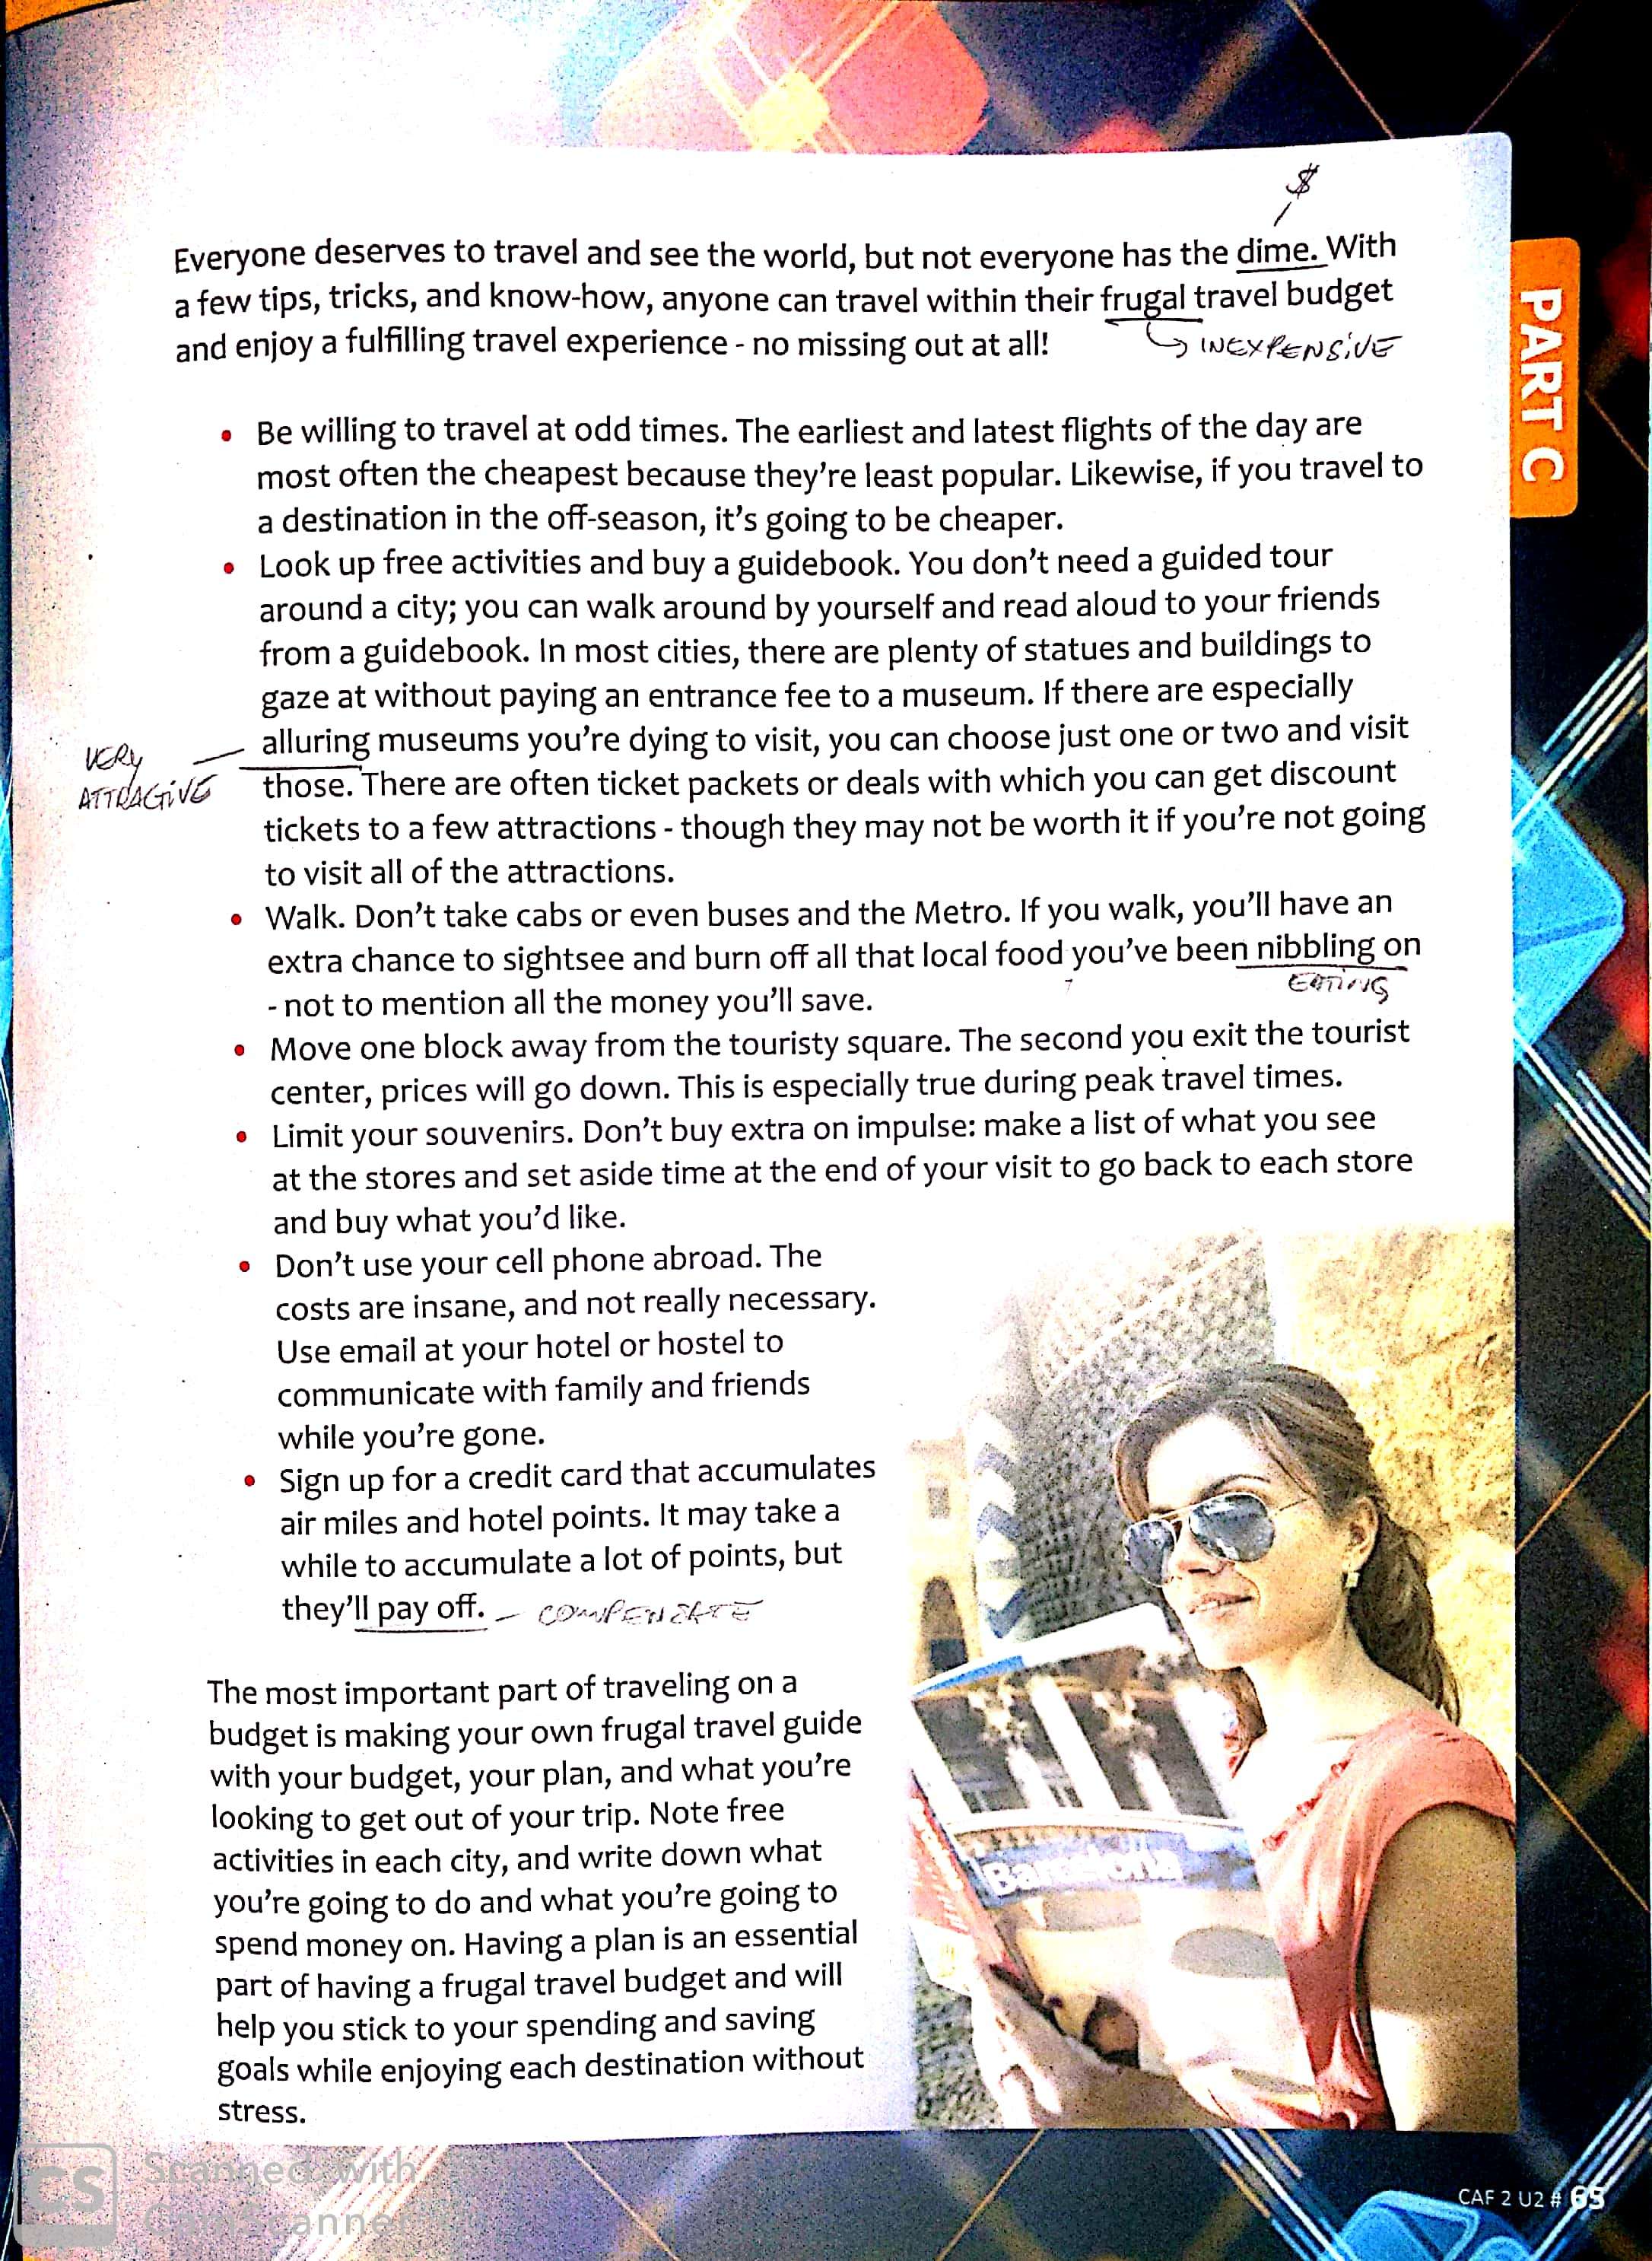 $
Everyone deserves to travel and see the world, but not everyone has the dime. With
a few tips, tricks, and know-how, anyone can travel within their frugal travel budget
and enjoy a fulfilling travel experience - no missing out at all!
INEXPENSIVE
PART C
• Be willing to travel at odd times. The earliest and latest flights of the day are
most often the cheapest because they're least popular. Likewise, if you travel to
a destination in the off-season, it's going to be cheaper.
• Look up free activities and buy a guidebook. You don't need a guided tour
around a city; you can walk around by yourself and read aloud to your friends
from a guidebook. In most cities, there are plenty of statues and buildings to
gaze at without paying an entrance fee to a museum. If there are especially
alluring museums you're dying to visit, you can choose just one or two and visit
VERY
ATTRACTIVE
those. There are often ticket packets or deals with which you can get discount
tickets to a few attractions - though they may not be worth it if you're not going
to visit all of the attractions.
• Walk. Don't take cabs or even buses and the Metro. If you walk, you'll have an
extra chance to sightsee and burn off all that local food you've been nibbling on
EATING
- not to mention all the money you'll save.
• Move one block away from the touristy square. The second you exit the tourist
center, prices will go down. This is especially true during peak travel times.
• Limit your souvenirs. Don't buy extra on impulse: make a list of what you see
at the stores and set aside time at the end of your visit to go back to each store
and buy what you'd like.
• Don't use your cell phone abroad. The
costs are insane, and not really necessary.
Use email at your hotel or hostel to
communicate with family and friends
while you're gone.
• Sign up for a credit card that accumulates
air miles and hotel points. It may take a
while to accumulate a lot of points, but
they'll pay off. - COMPENSATE
The most important part of traveling on a
budget is making your own frugal travel guide
with your budget, your plan, and what you're
looking to get out of your trip. Note free
activities in each city, and write down what
you're going to do and what you're going to
spend money on. Having a plan is an essential
part of having a frugal travel budget and will
help you stick to your spending and saving
goals while enjoying each destination without
stress.
Barcelona
CS
Scanned with
CamScanner
CAF 2 U2 # 65